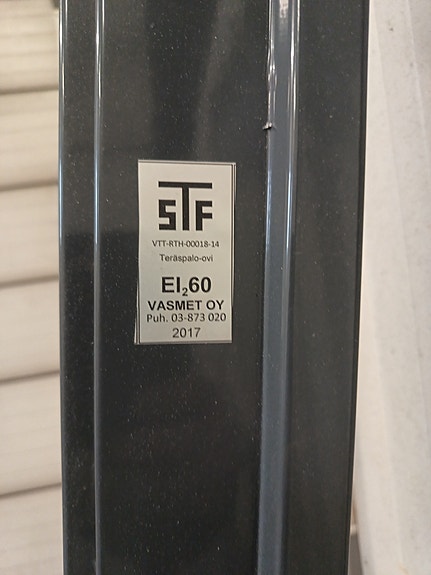 STF
VTT-RTH-00018-14
Teräspalo-ovi
EI₂60
VASMET OY
Puh. 03-873 020
2017